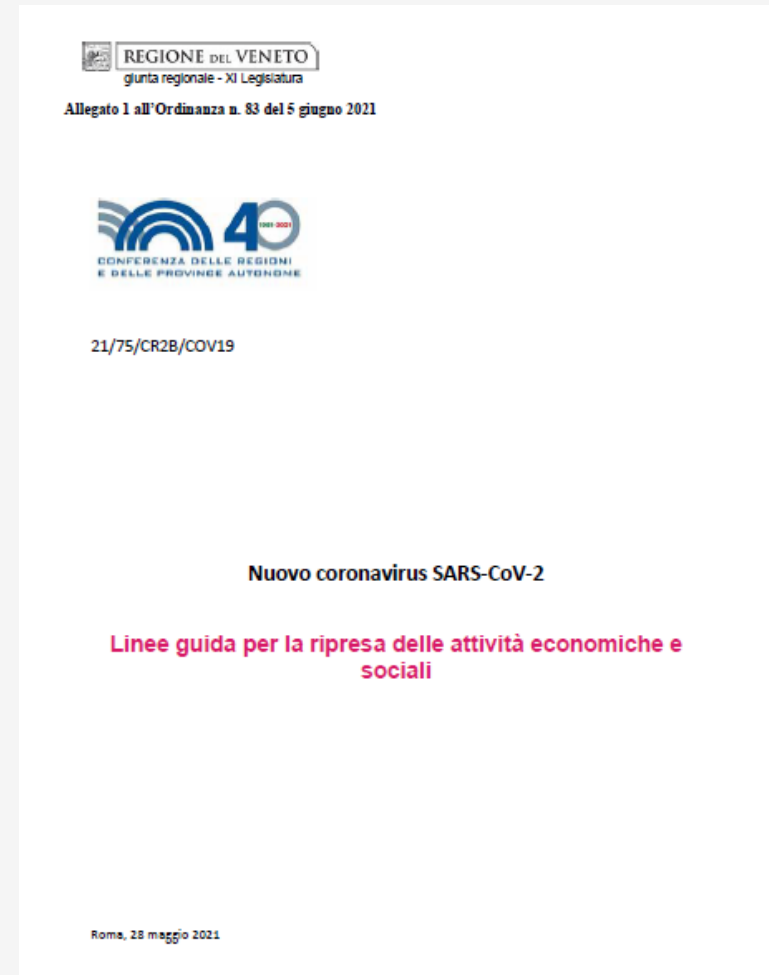 REGIONE DEL VENETO
giunta regionale - XI Legislatura
Allegato 1 all'Ordinanza n. 83 del 5 giugno 2021
40
1981-2021
CONFERENZA DELLE REGIONI
E DELLE PROVINCE AUTONOME
21/75/CR2B/COV19
Nuovo coronavirus SARS-CoV-2
Linee guida per la ripresa delle attività economiche e
sociali
Roma, 28 maggio 2021